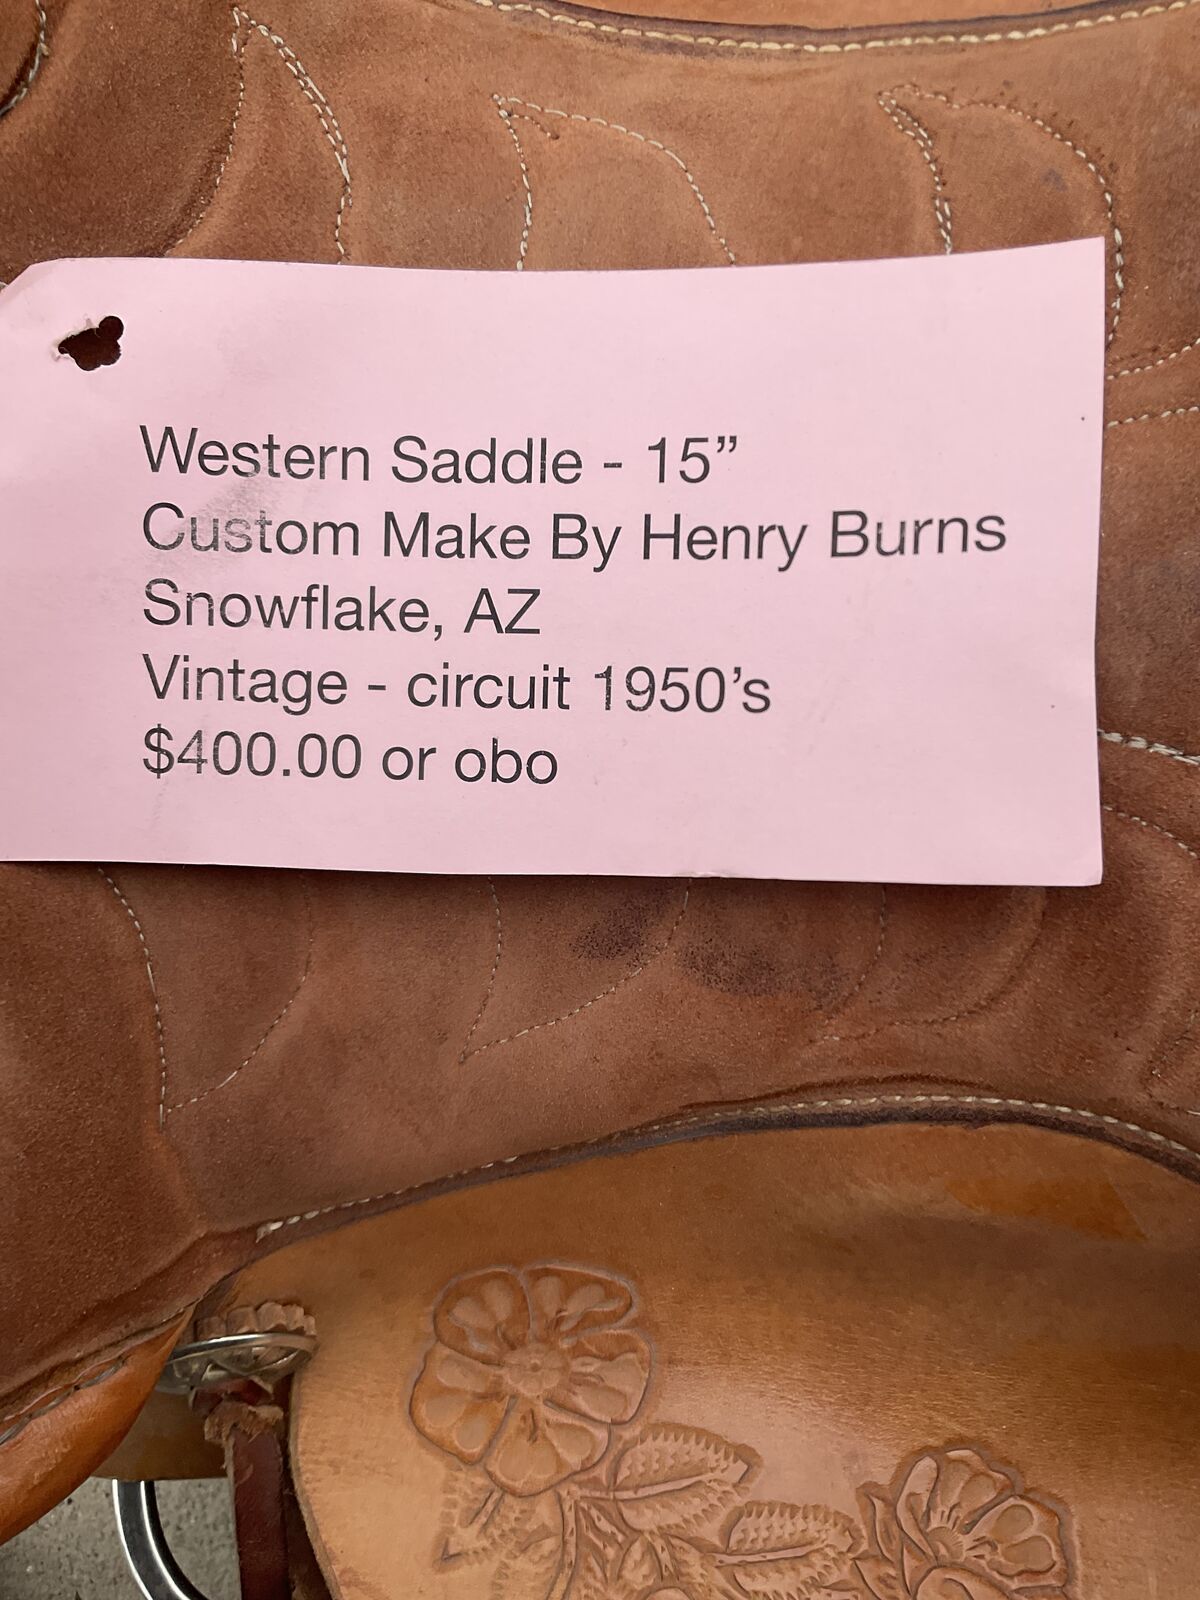 Western Saddle - 15”
Custom Make By Henry Burns
Snowflake, AZ
Vintage - circuit 1950’s
$400.00 or obo